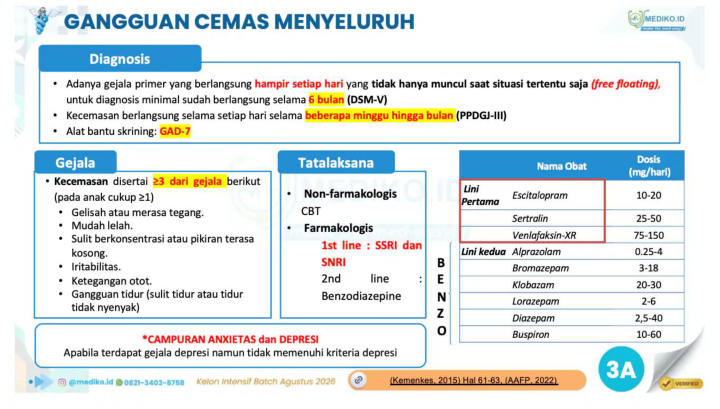 GANGGUAN CEMAS MENYELURUH
MEDIKO.ID
Diagnosis
• Adanya gejala primer yang berlangsung hampir setiap hari yang tidak hanya muncul saat situasi tertentu saja (free floating),
untuk diagnosis minimal sudah berlangsung selama 6 bulan (DSM-V)
• Kecemasan berlangsung selama setiap hari selama beberapa minggu hingga bulan (PPDGJ-III)
• Alat bantu skrining: GAD-7
Gejala
• Kecemasan disertai ≥3 dari gejala berikut
(pada anak cukup ≥1)
• Gelisah atau merasa tegang.
• Mudah lelah.
• Sulit berkonsentrasi atau pikiran terasa
kosong.
• Iritabilitas.
• Ketegangan otot.
• Gangguan tidur (sulit tidur atau tidur
tidak nyenyak)
Tatalaksana
• Non-farmakologis
CBT
• Farmakologis
1st line : SSRI dan
SNRI
2nd line :
Benzodiazepine
B
E
N
Z
O
Nama Obat Dosis
(mg/hari)
Lini
Pertama Escitalopram 10-20
Sertralin 25-50
Venlafaksin-XR 75-150
Lini kedua Alprazolam 0.25-4
Bromazepam 3-18
Klobazam 20-30
Lorazepam 2-6
Diazepam 2,5-40
Buspiron 10-60
*CAMPURAN ANXIETAS dan DEPRESI
Apabila terdapat gejala depresi namun tidak memenuhi kriteria depresi
3A
@mediko.id 0821-3403-6768 Kelon Intensif Batch Agustus 2026
(Kemenkes, 2015) Hal 61-63, (AAFP, 2022)
VERIFIED